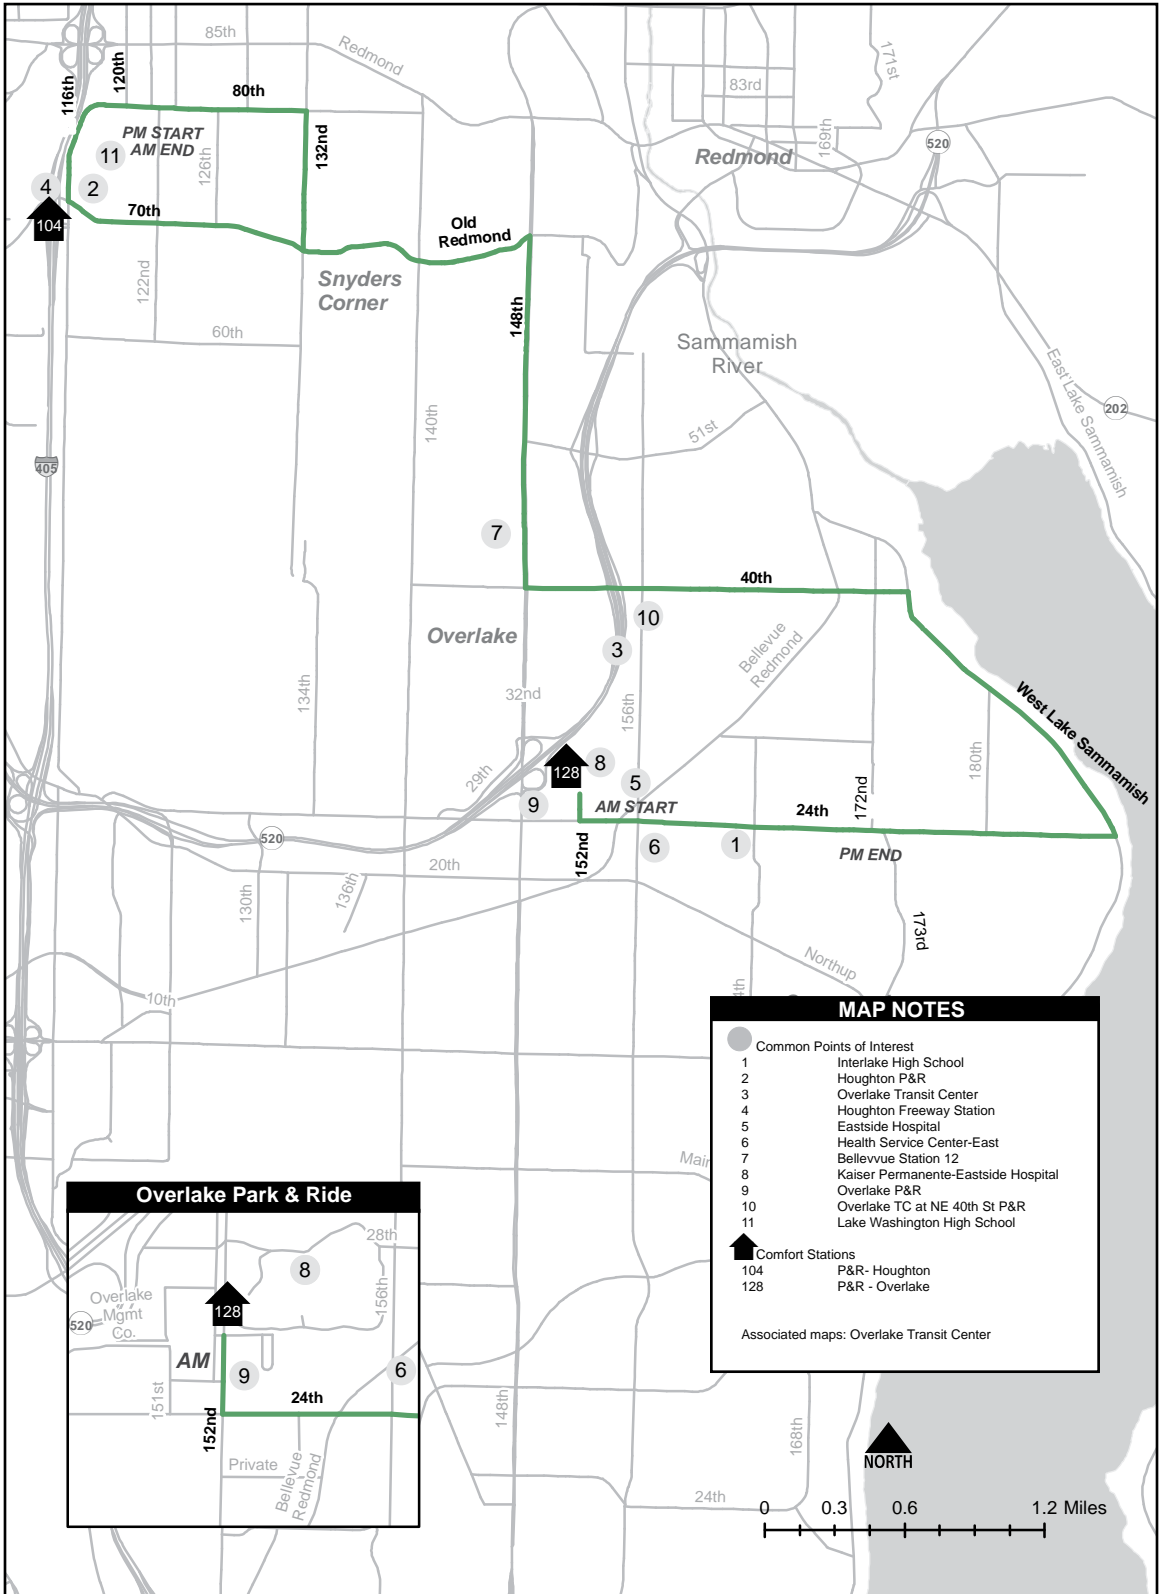 85th
Redmond
171st
116th
120th
80th
83rd
132nd
PM START
AM END
126th
169th
520
Redmond
11
4
2
104
70th
Old
Redmond
122nd
Snyders
Corner
148th
60th
Sammamish
River
East Lake Sammamish
202
140th
51st
405
7
40th
10
Overlake
3
Bellevue
Redmond
134th
32nd
156th
West Lake Sammamish
180th
29th
128
8
5
9
AM START
172nd
24th
520
152nd
6
1
PM END
20th
130th
136th
173rd
Northup
10th
4th
MAP NOTES
Common Points of Interest
1 Interlake High School
2 Houghton P&R
3 Overlake Transit Center
4 Houghton Freeway Station
5 Eastside Hospital
6 Health Service Center-East
7 Bellevvue Station 12
8 Kaiser Permanente-Eastside Hospital
9 Overlake P&R
10 Overlake TC at NE 40th St P&R
11 Lake Washington High School
Comfort Stations
104 P&R- Houghton
128 P&R - Overlake
Associated maps: Overlake Transit Center
Main
Overlake Park & Ride
28th
8
156th
Overlake
Mgmt
Co.
520
128
AM
9
6
151st
24th
152nd
Private
Bellevue
Redmond
148th
168th
24th
NORTH
0 0.3 0.6 1.2 Miles